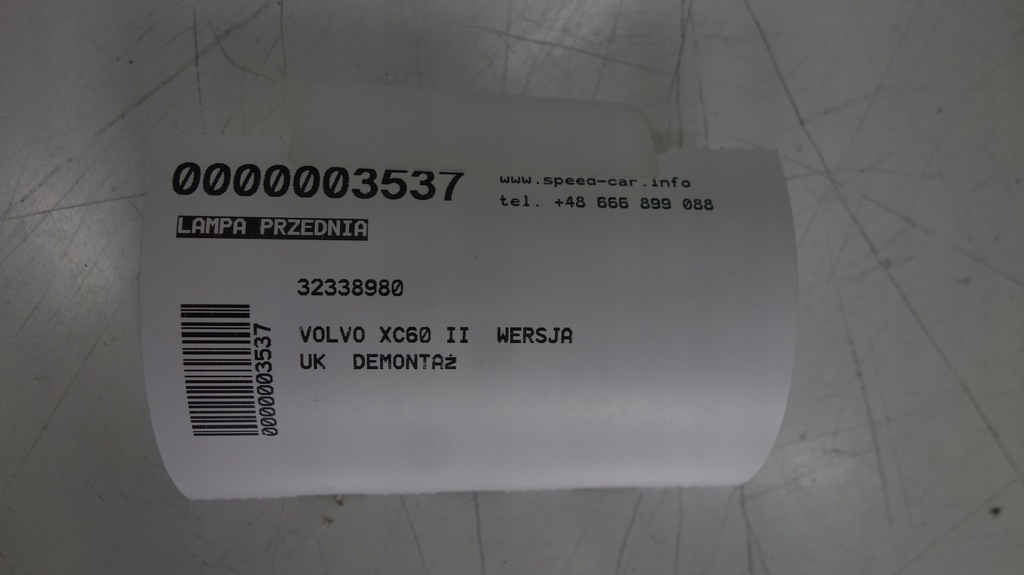 0000003537
www.speed-car.info
tel. +48 666 899 088
LAMPA PRZEDNIA
32338980
VOLVO XC60 II WERSJA
UK DEMONTAż
0000003537